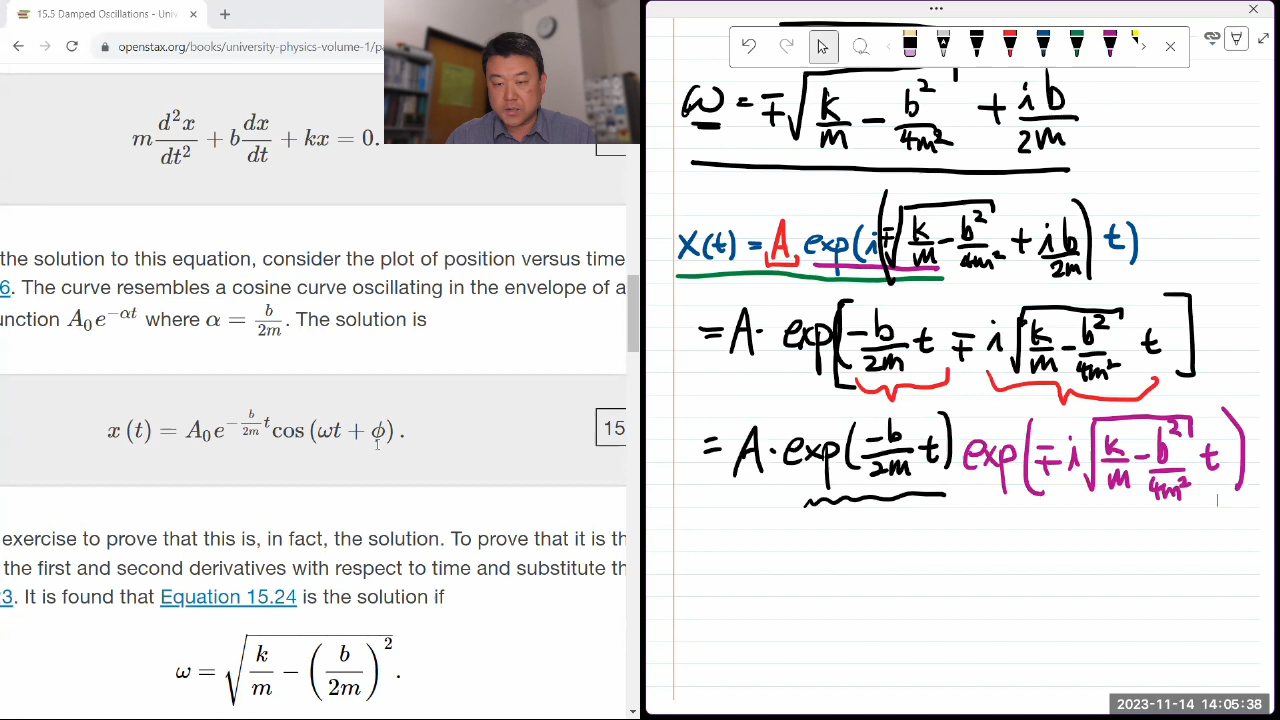 15.5 Damped Oscillations - Univ
openstax.org/books/university-physics-volume-1/pa
m d²x/dt² + b dx/dt + kx = 0.
the solution to this equation, consider the plot of position versus time
6. The curve resembles a cosine curve oscillating in the envelope of a
unction A₀e^{−αt} where α = b/2m. The solution is
x (t) = A₀e^{−(b/2m)t} cos (ωt + ϕ) .
15
exercise to prove that this is, in fact, the solution. To prove that it is th
the first and second derivatives with respect to time and substitute th
3. It is found that Equation 15.24 is the solution if
ω = √(k/m − (b/2m)²).
ω = ∓√(k/m − b²/4m²) + ib/2m
x(t) = A exp(i(∓√(k/m − b²/4m²) + ib/2m) t)
= A · exp[−b/2m t ∓ i√(k/m − b²/4m²) t]
= A · exp(−b/2m t) exp(∓i√(k/m − b²/4m²) t)
2023-11-14 14:05:38